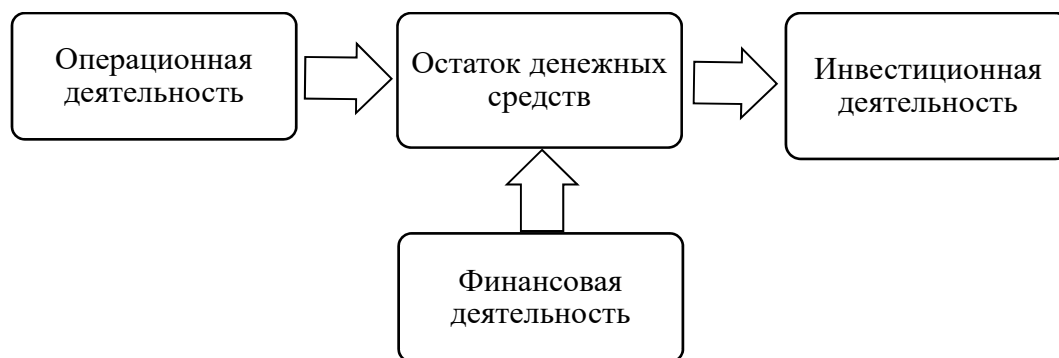 Операционная
деятельность
Остаток денежных
средств
Инвестиционная
деятельность
Финансовая
деятельность